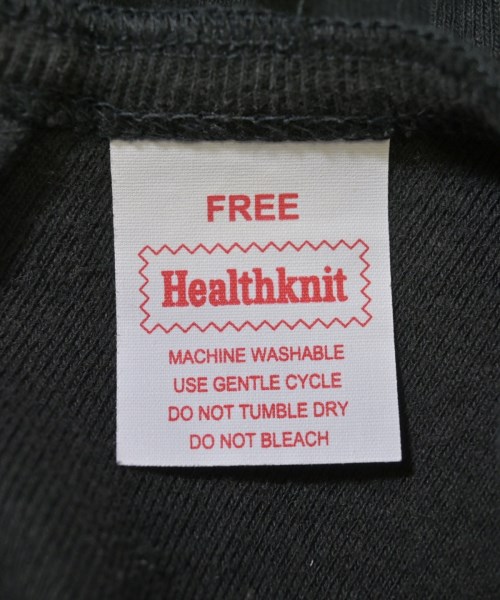 FREE
Healthknit
MACHINE WASHABLE
USE GENTLE CYCLE
DO NOT TUMBLE DRY
DO NOT BLEACH